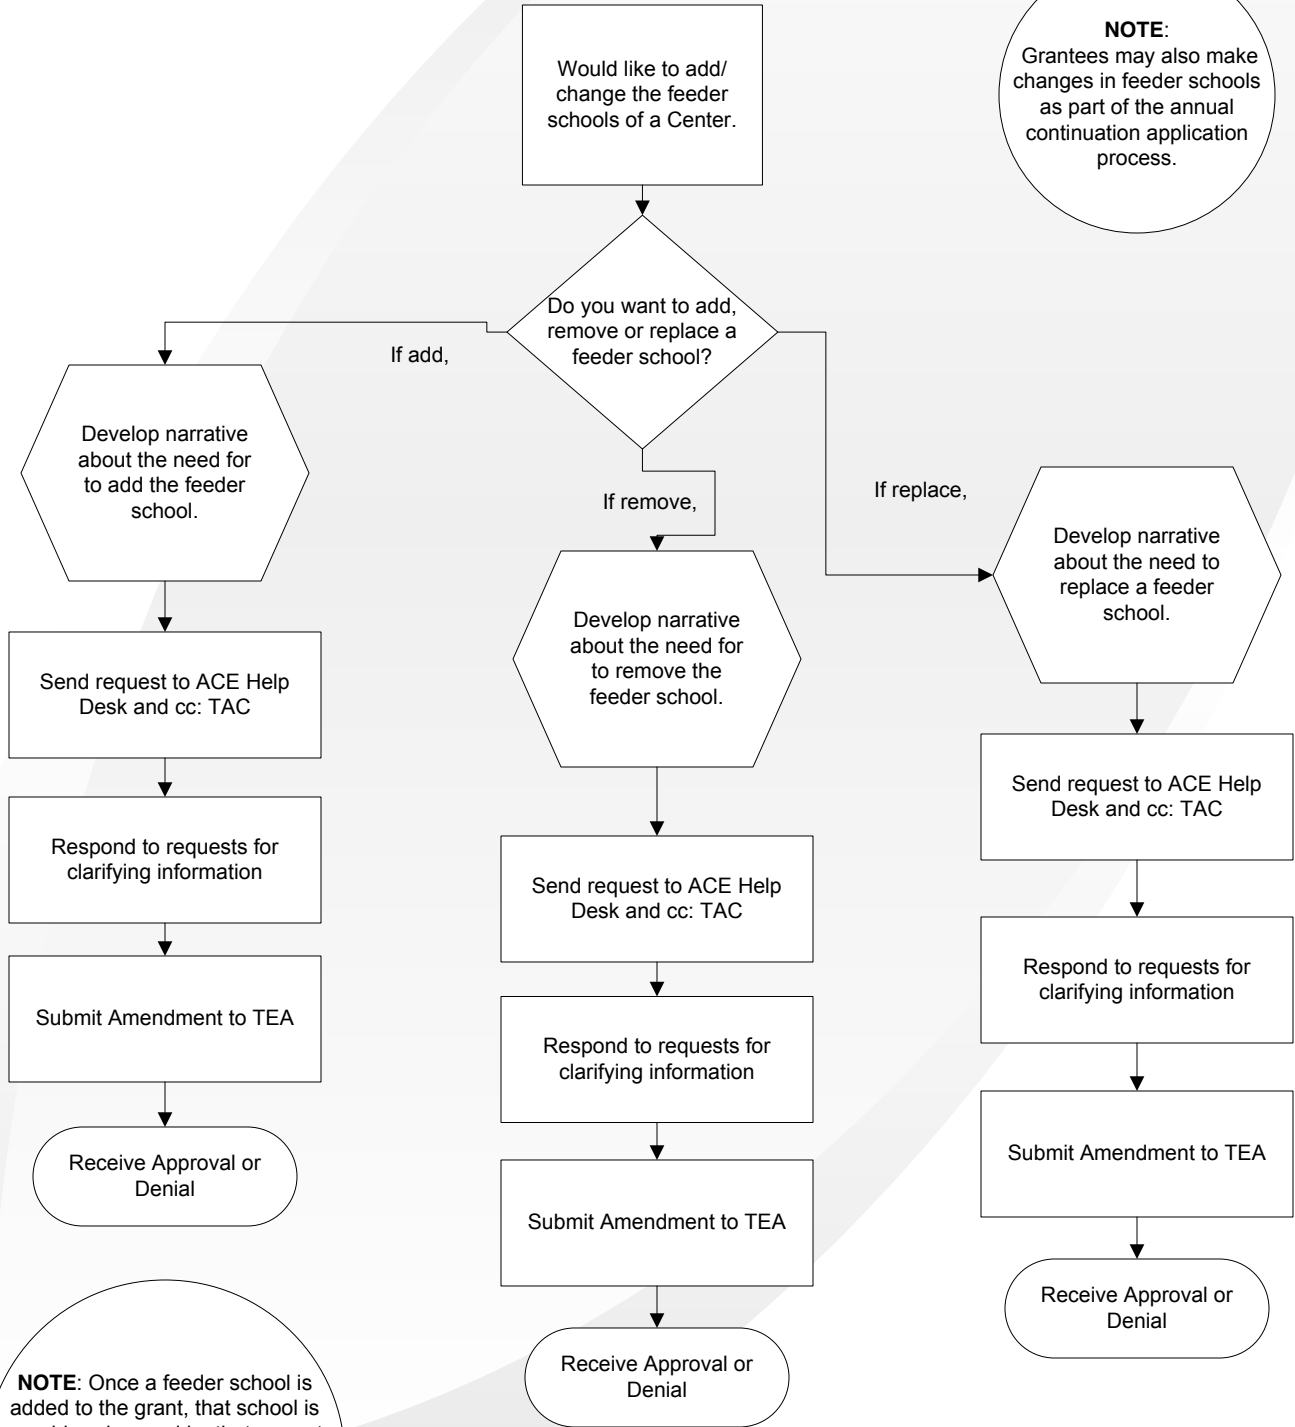 Would like to add/
change the feeder
schools of a Center.
NOTE:
Grantees may also make
changes in feeder schools
as part of the annual
continuation application
process.
Do you want to add,
remove or replace a
feeder school?
If add,
If remove,
If replace,
Develop narrative
about the need for
to add the feeder
school.
Send request to ACE Help
Desk and cc: TAC
Respond to requests for
clarifying information
Submit Amendment to TEA
Receive Approval or
Denial
Develop narrative
about the need for
to remove the
feeder school.
Send request to ACE Help
Desk and cc: TAC
Respond to requests for
clarifying information
Submit Amendment to TEA
Receive Approval or
Denial
Develop narrative
about the need to
replace a feeder
school.
Send request to ACE Help
Desk and cc: TAC
Respond to requests for
clarifying information
Submit Amendment to TEA
Receive Approval or
Denial
NOTE: Once a feeder school is
added to the grant, that school is